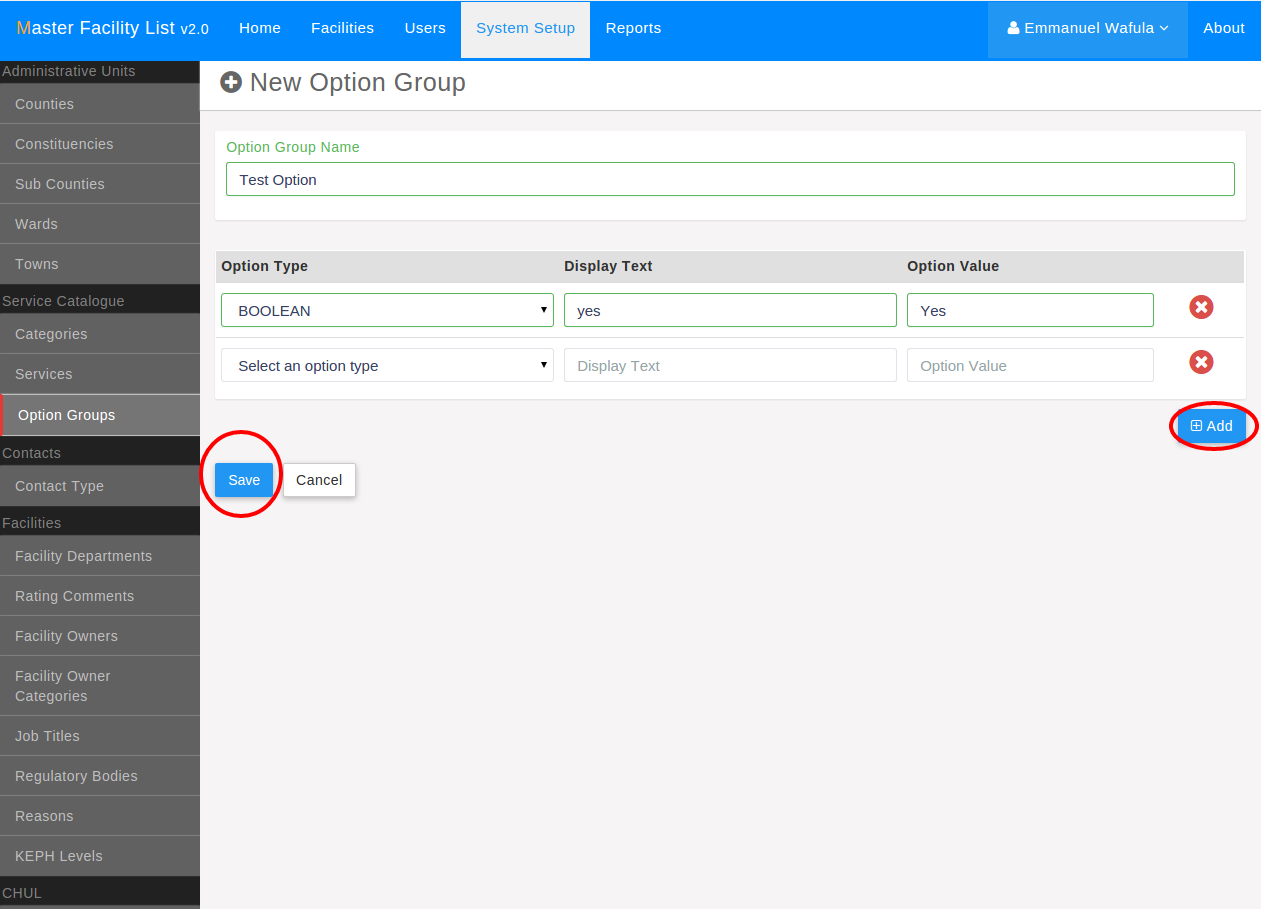 Master Facility List v2.0 Home Facilities Users System Setup Reports Emmanuel Wafula About
Administrative Units
Counties
Constituencies
Sub Counties
Wards
Towns
Service Catalogue
Categories
Services
Option Groups
Contacts
Contact Type
Facilities
Facility Departments
Rating Comments
Facility Owners
Facility Owner
Categories
Job Titles
Regulatory Bodies
Reasons
KEPH Levels
CHUL
New Option Group
Option Group Name
Test Option
Option Type Display Text Option Value
BOOLEAN yes Yes
Select an option type Display Text Option Value
Add
Save Cancel